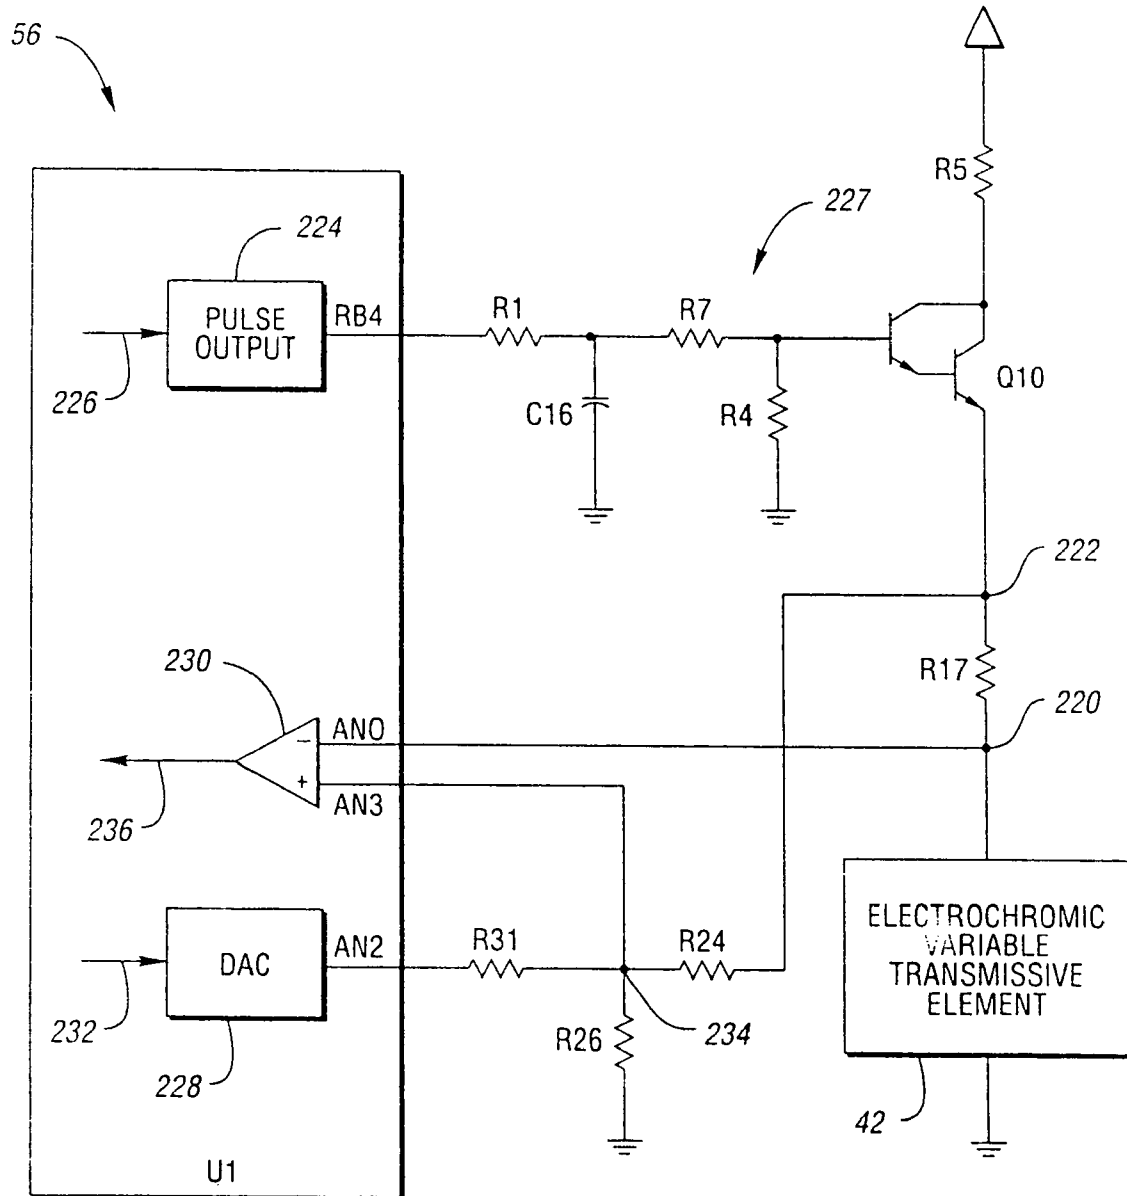 56
R5
227
224
PULSE
OUTPUT
RB4
R1
R7
226
C16
R4
Q10
222
230
R17
AN0
220
−
+
AN3
236
ELECTROCHROMIC
VARIABLE
TRANSMISSIVE
ELEMENT
DAC
AN2
R31
R24
232
R26
234
228
42
U1